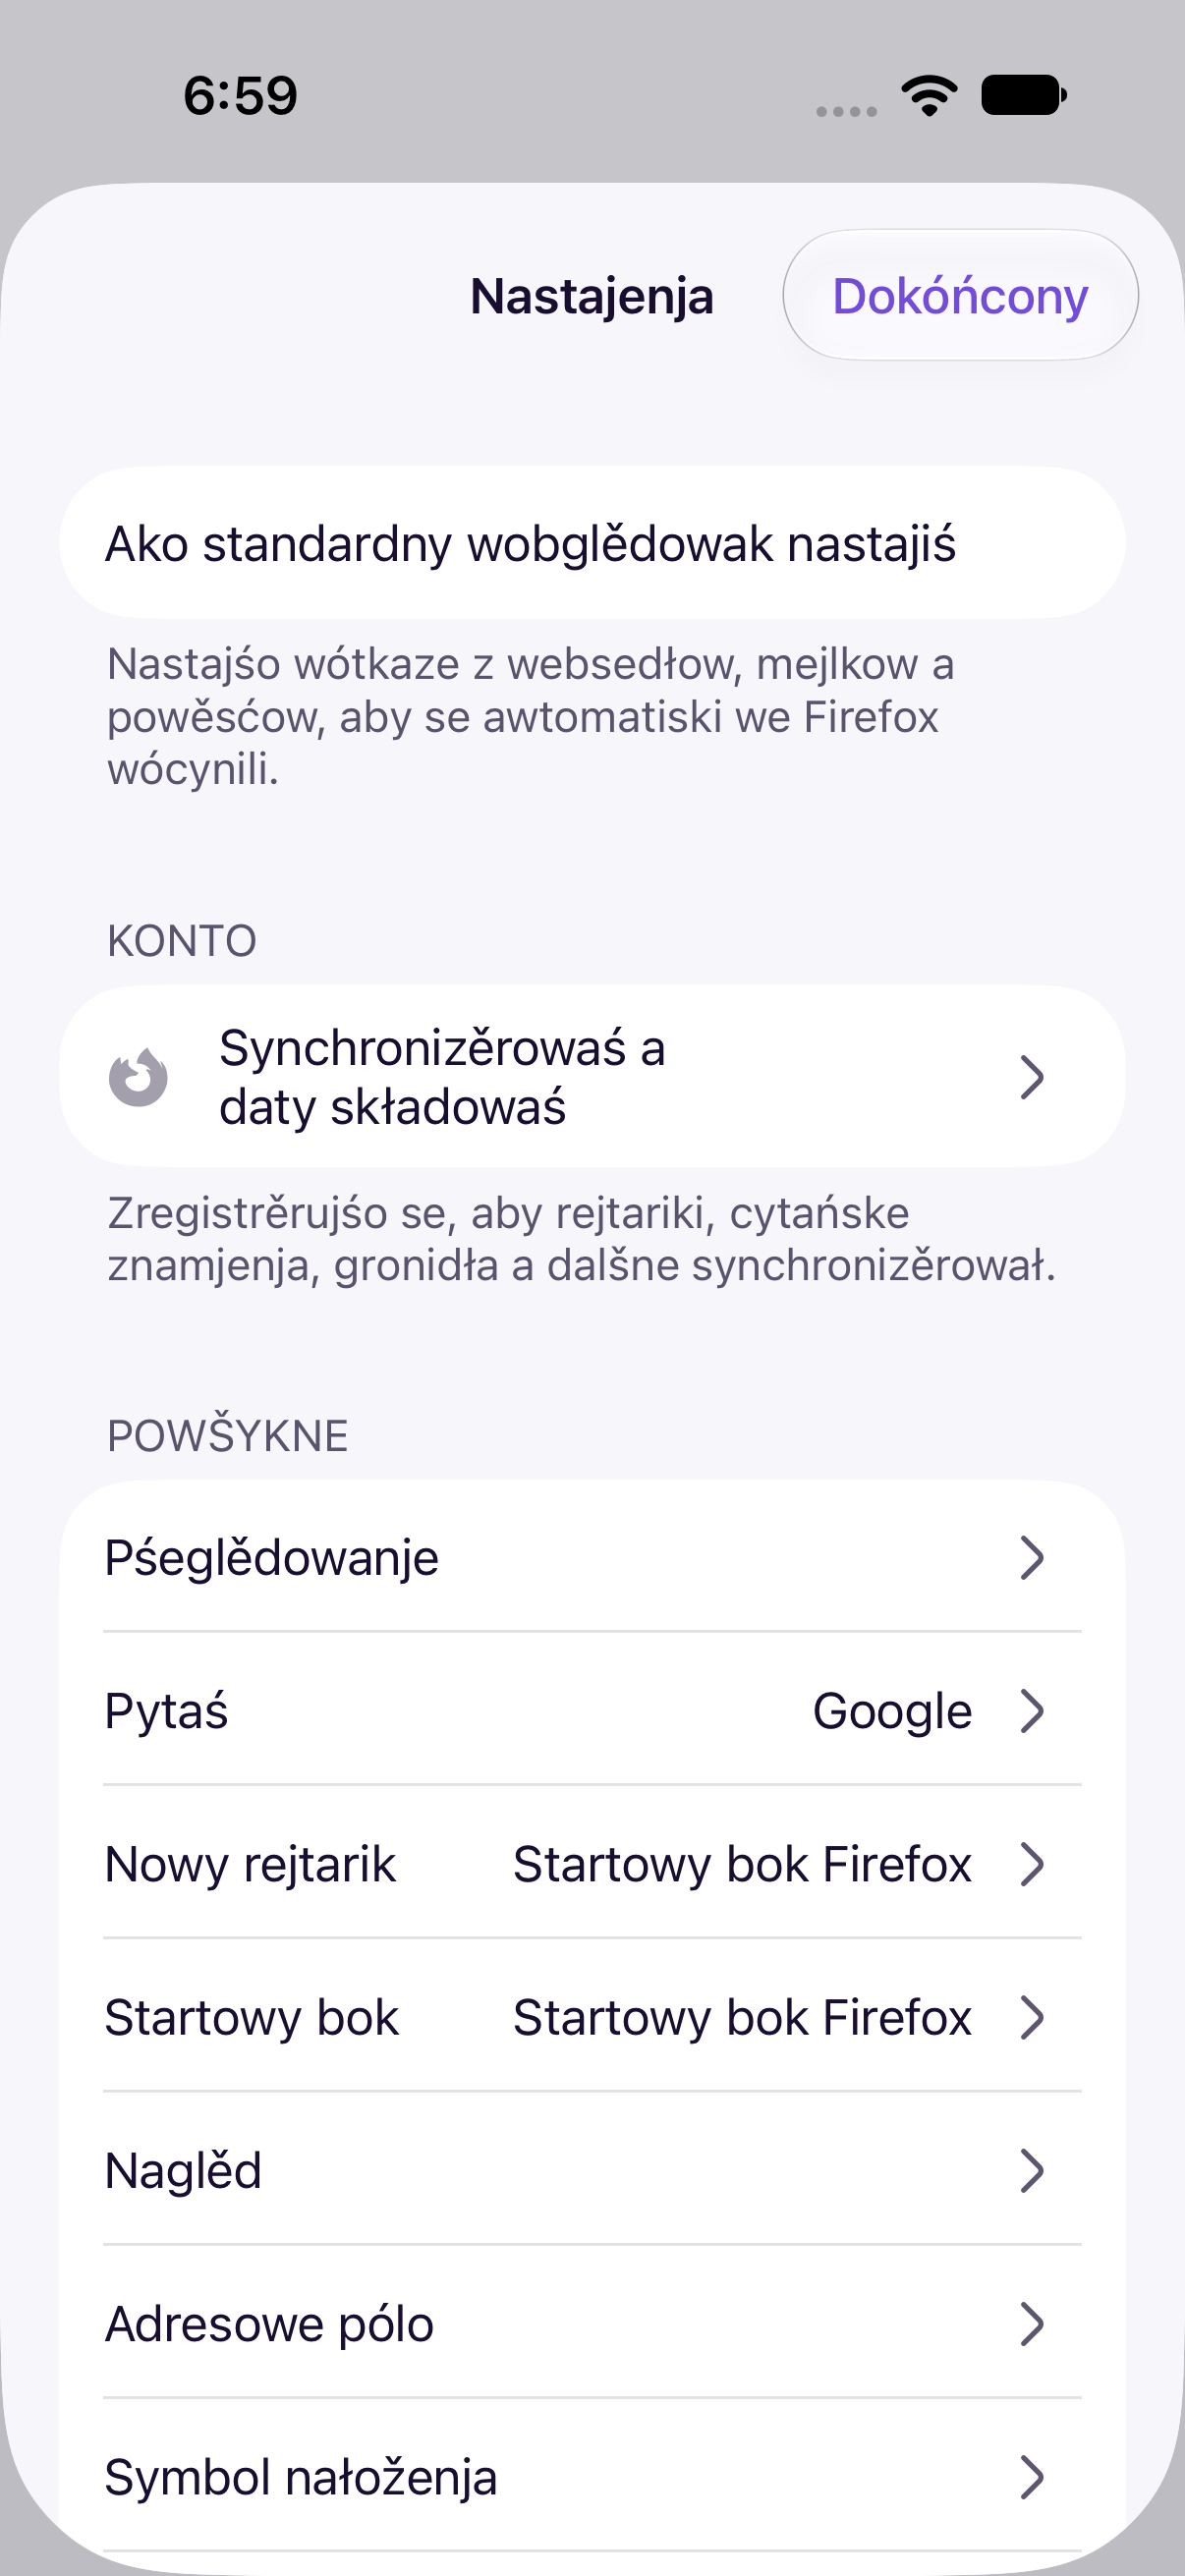 6:59
Nastajenja
Dokóńcony
Ako standardny wobglědowak nastajiś
Nastajśo wótkaze z websedłow, mejlkow a
powěsćow, aby se awtomatiski we Firefox
wócynili.
KONTO
Synchronizěrowaś a
daty składowaś
Zregistrěrujśo se, aby rejtariki, cytańske
znamjenja, gronidła a dalšne synchronizěrował.
POWŠYKNE
Pśeglědowanje
Pytaś Google
Nowy rejtarik Startowy bok Firefox
Startowy bok Startowy bok Firefox
Naglěd
Adresowe pólo
Symbol nałoženja